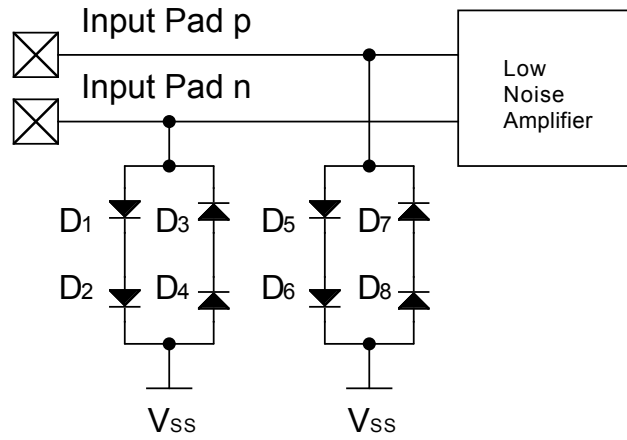 Input Pad p
Input Pad n
Low
Noise
Amplifier
D1 D3 D5 D7
D2 D4 D6 D8
VSS VSS